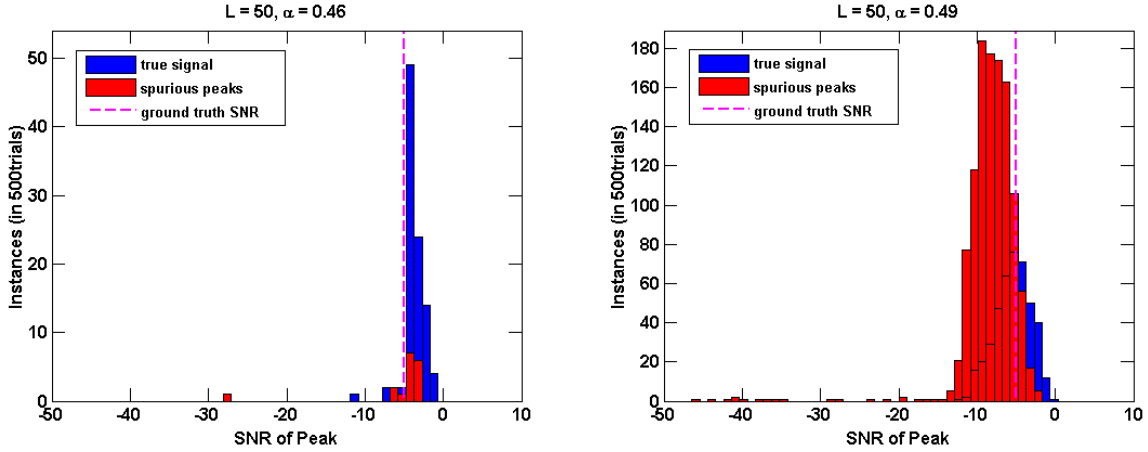 L = 50, α = 0.46
50
40
30
20
10
0
Instances (in 500trials)
true signal
spurious peaks
ground truth SNR
-50 -40 -30 -20 -10 0 10
SNR of Peak
L = 50, α = 0.49
180
160
140
120
100
80
60
40
20
0
Instances (in 500trials)
true signal
spurious peaks
ground truth SNR
-50 -40 -30 -20 -10 0 10
SNR of Peak